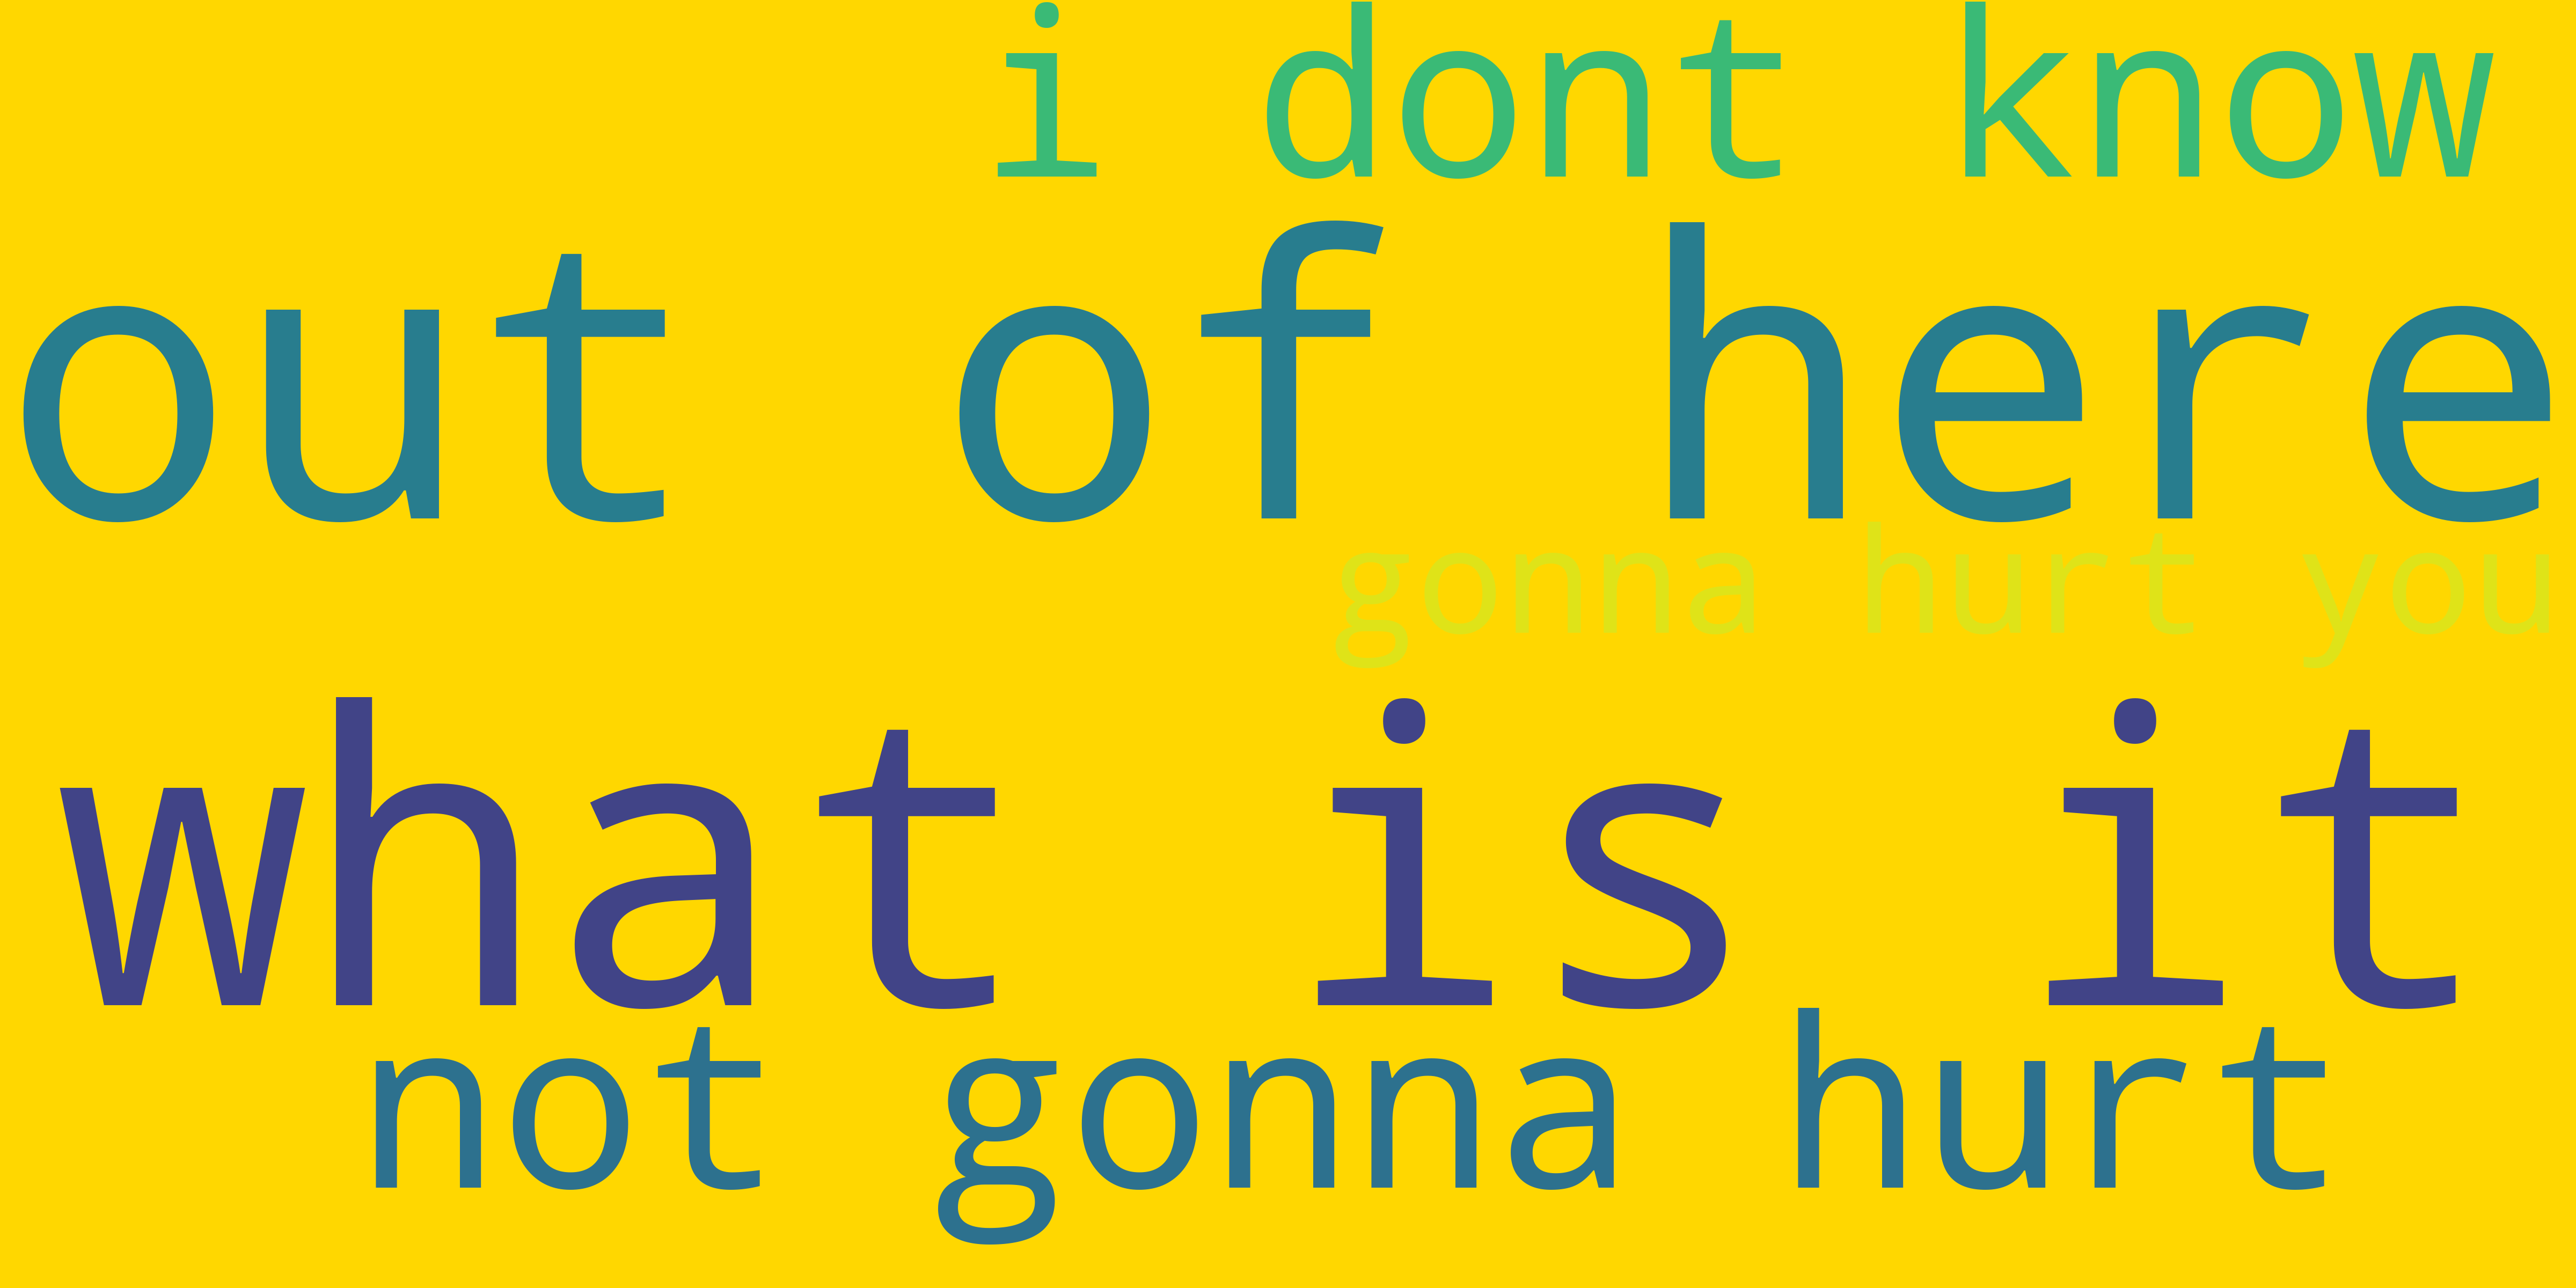 i dont know
out of here
gonna hurt you
what is it
not gonna hurt